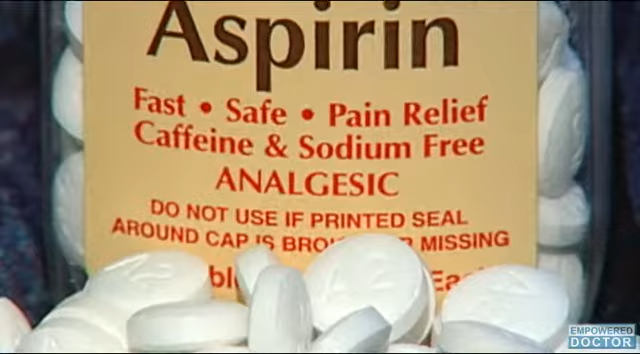 Aspirin
Fast • Safe • Pain Relief
Caffeine & Sodium Free
ANALGESIC
DO NOT USE IF PRINTED SEAL
AROUND CAP IS MISSING
EMPOWERED
DOCTOR